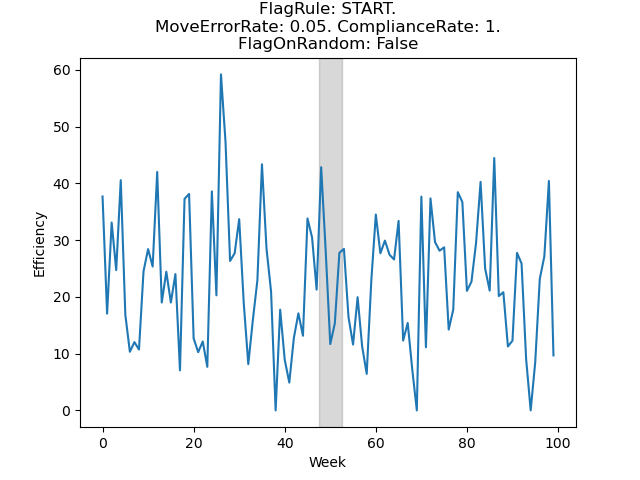 FlagRule: START.
MoveErrorRate: 0.05. ComplianceRate: 1.
FlagOnRandom: False
60
50
40
30
20
10
0
Efficiency
0 20 40 60 80 100
Week